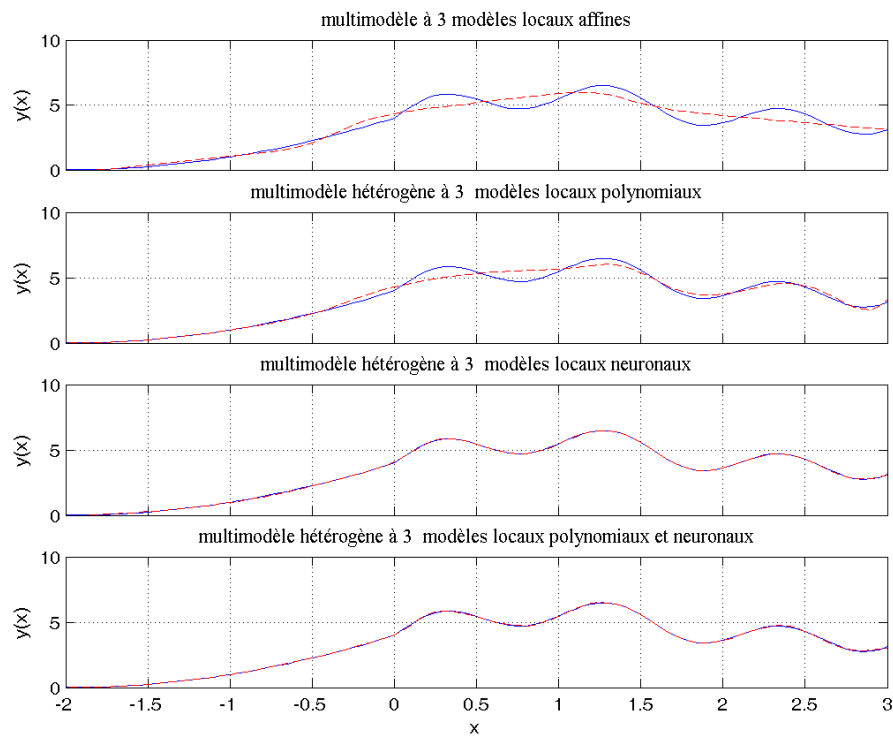 multimodèle à 3 modèles locaux affines
10
5
0
y(x)
multimodèle hétérogène à 3 modèles locaux polynomiaux
10
5
0
y(x)
multimodèle hétérogène à 3 modèles locaux neuronaux
10
5
0
y(x)
multimodèle hétérogène à 3 modèles locaux polynomiaux et neuronaux
10
5
0
y(x)
-2 -1.5 -1 -0.5 0 0.5 1 1.5 2 2.5 3
x